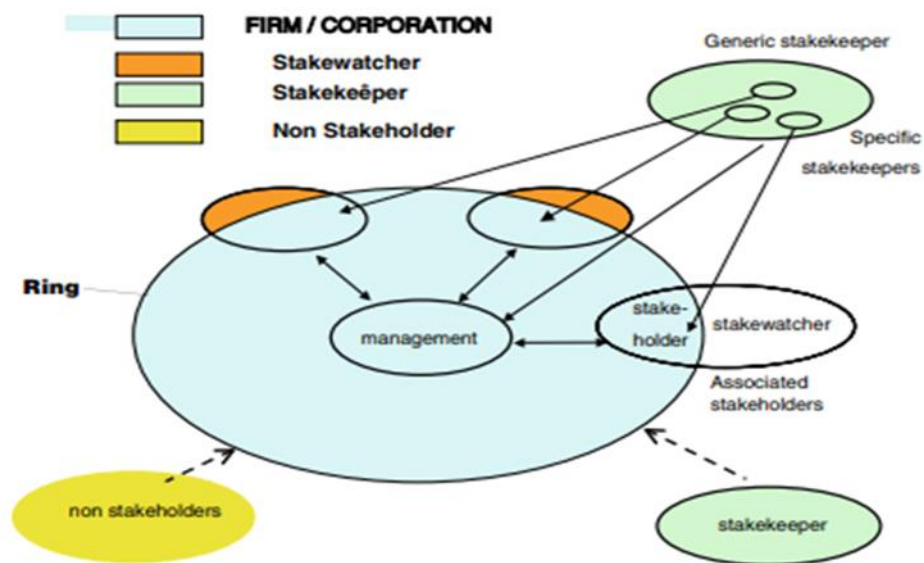 FIRM / CORPORATION
Stakewatcher
Stakekeêper
Non Stakeholder
Generic stakekeeper
Specific
stakekeepers
Ring
management
stake-
holder
stakewatcher
Associated
stakeholders
non stakeholders
stakekeeper